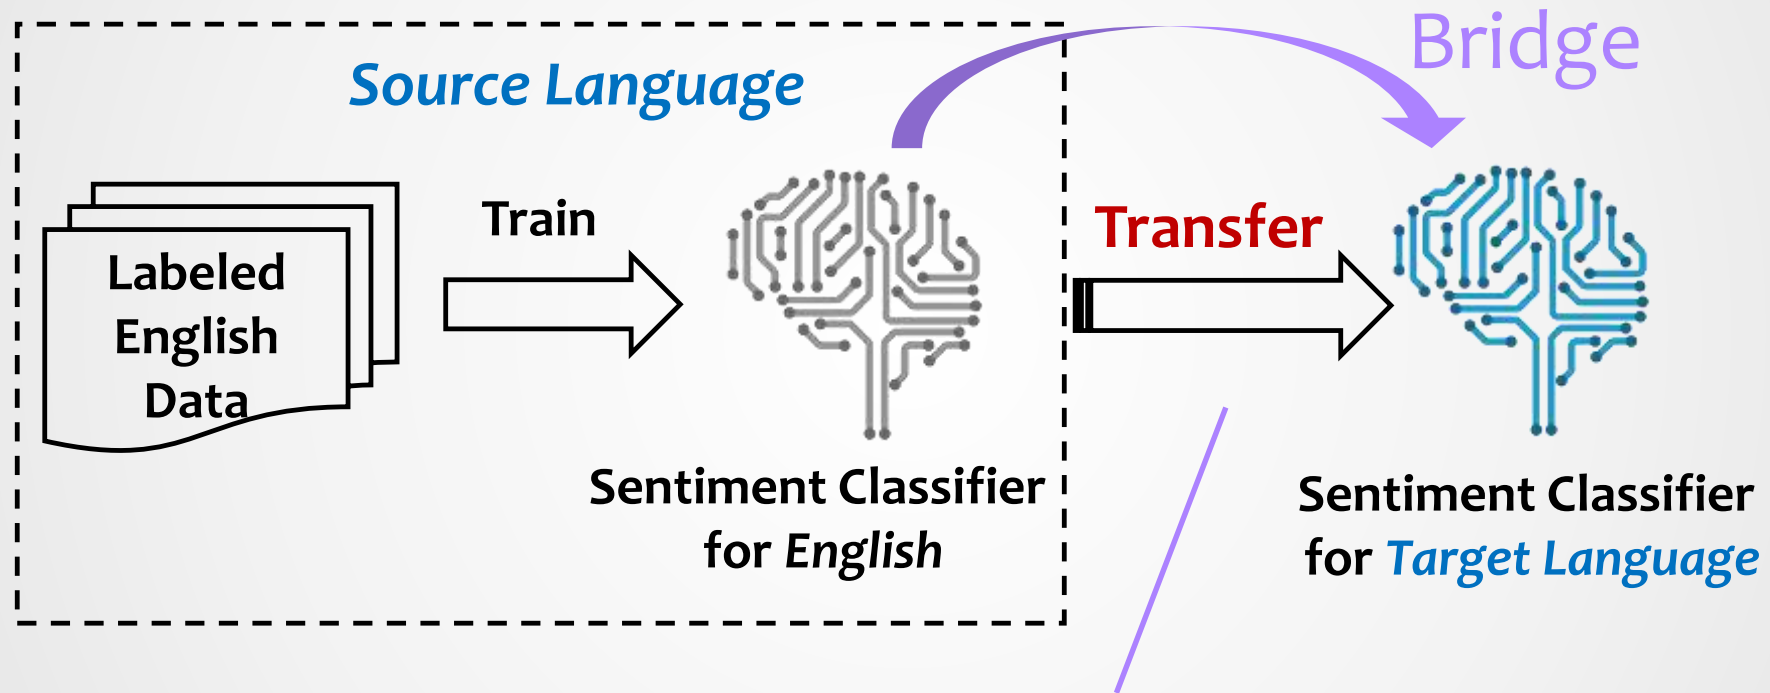 Bridge
Source Language
Train
Transfer
Labeled
English
Data
Sentiment Classifier
for English
Sentiment Classifier
for Target Language